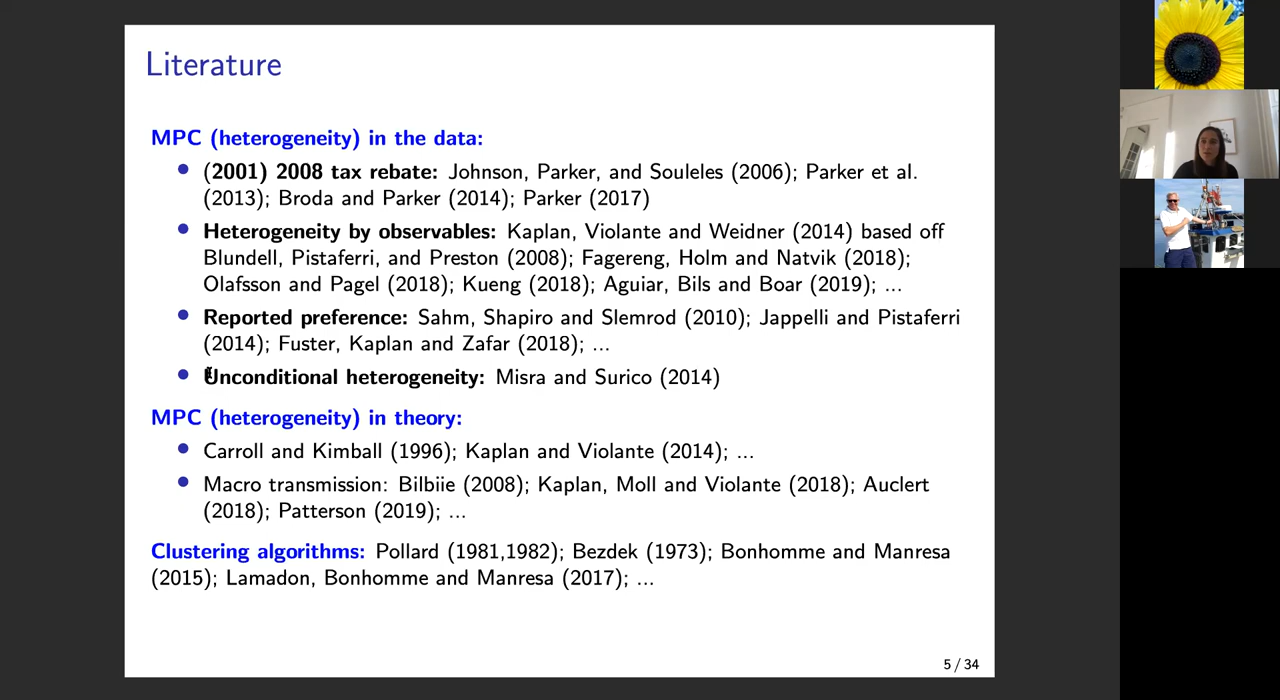 Literature
MPC (heterogeneity) in the data:
(2001) 2008 tax rebate: Johnson, Parker, and Souleles (2006); Parker et al.
(2013); Broda and Parker (2014); Parker (2017)
Heterogeneity by observables: Kaplan, Violante and Weidner (2014) based off
Blundell, Pistaferri, and Preston (2008); Fagereng, Holm and Natvik (2018);
Olafsson and Pagel (2018); Kueng (2018); Aguiar, Bils and Boar (2019); ...
Reported preference: Sahm, Shapiro and Slemrod (2010); Jappelli and Pistaferri
(2014); Fuster, Kaplan and Zafar (2018); ...
Unconditional heterogeneity: Misra and Surico (2014)
MPC (heterogeneity) in theory:
Carroll and Kimball (1996); Kaplan and Violante (2014); ...
Macro transmission: Bilbiie (2008); Kaplan, Moll and Violante (2018); Auclert
(2018); Patterson (2019); ...
Clustering algorithms: Pollard (1981,1982); Bezdek (1973); Bonhomme and Manresa
(2015); Lamadon, Bonhomme and Manresa (2017); ...
5 / 34